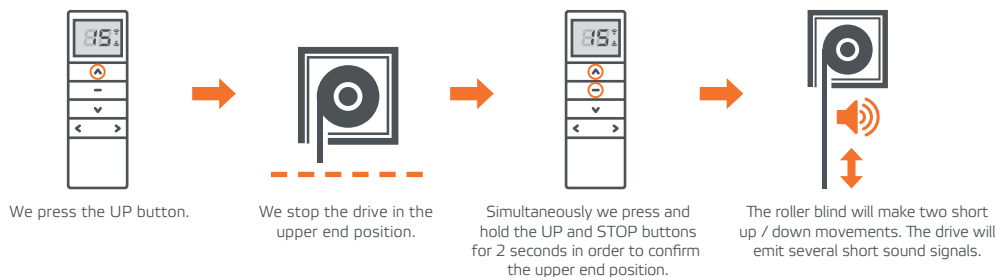 15
15
We press the UP button.
We stop the drive in the
upper end position.
Simultaneously we press and
hold the UP and STOP buttons
for 2 seconds in order to confirm
the upper end position.
The roller blind will make two short
up / down movements. The drive will
emit several short sound signals.